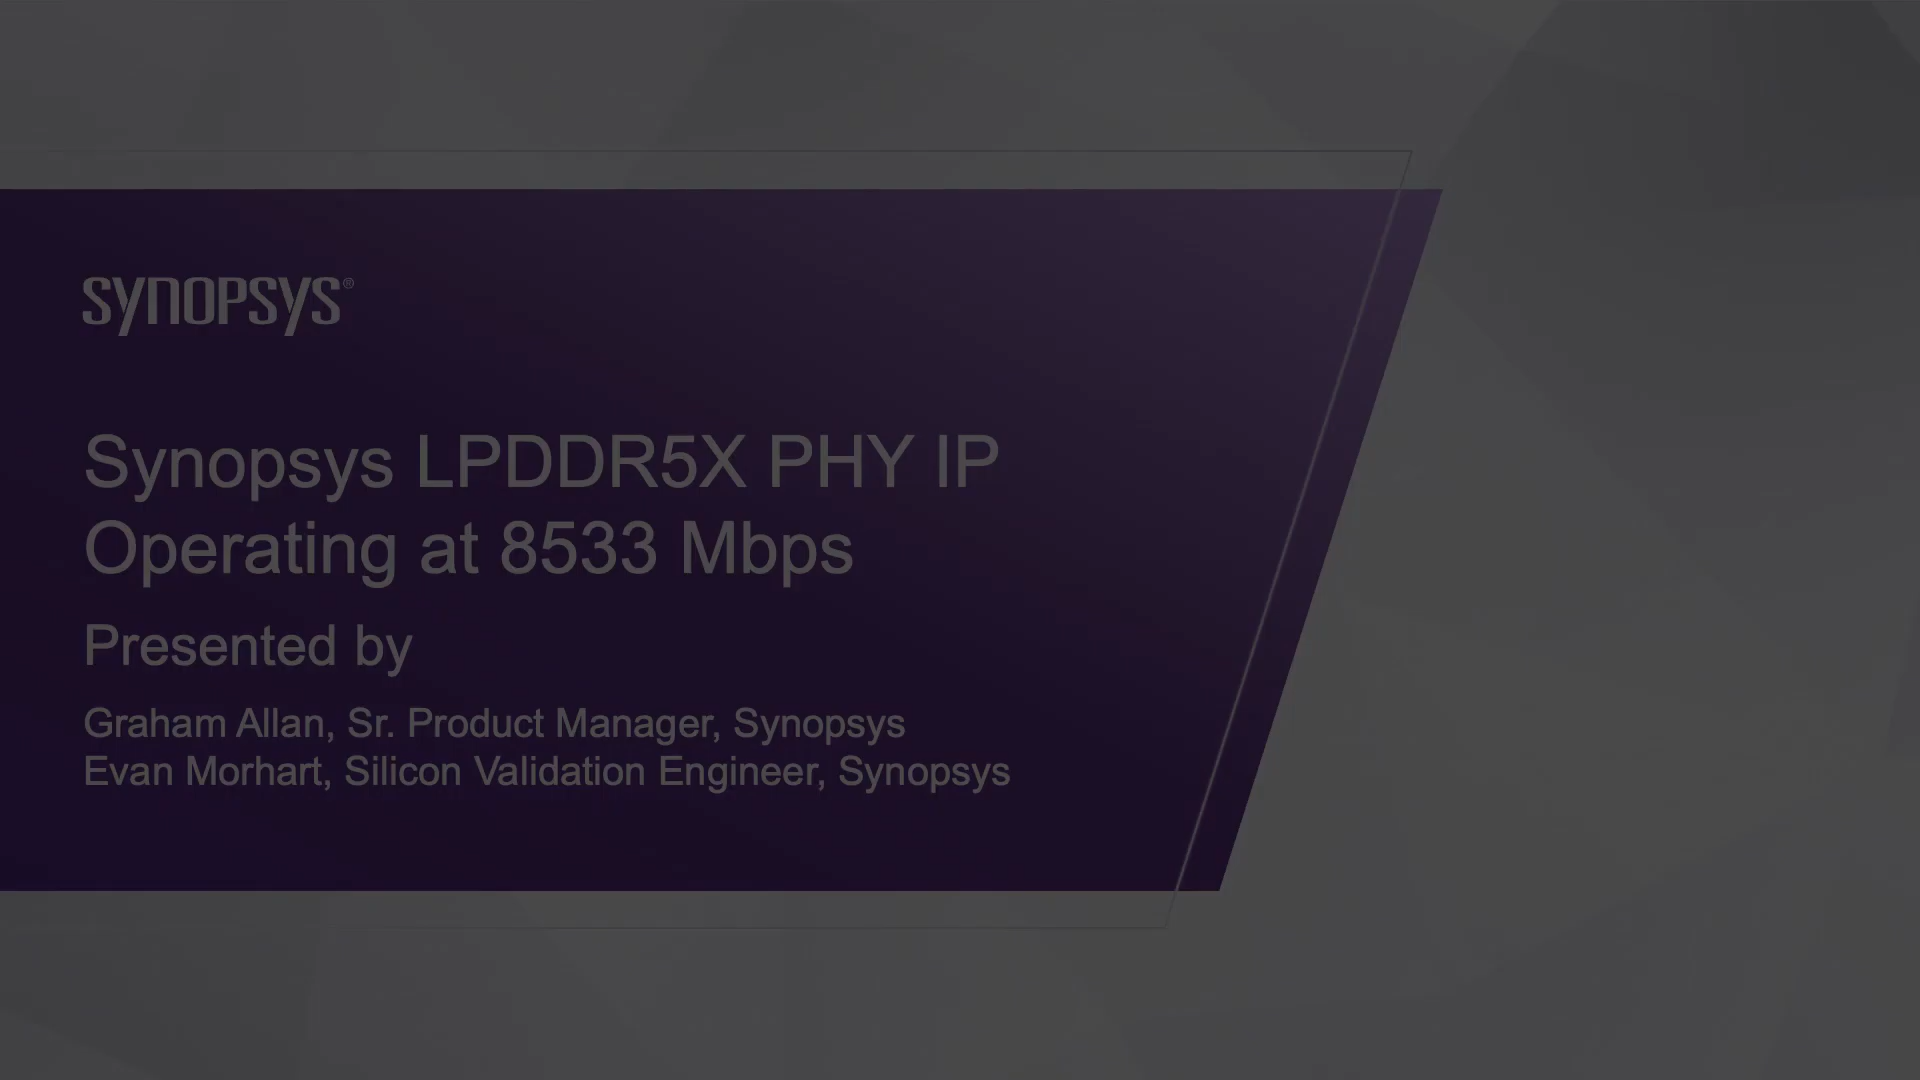 SYNOPSYS®
Synopsys LPDDR5X PHY IP
Operating at 8533 Mbps
Presented by
Graham Allan, Sr. Product Manager, Synopsys
Evan Morhart, Silicon Validation Engineer, Synopsys